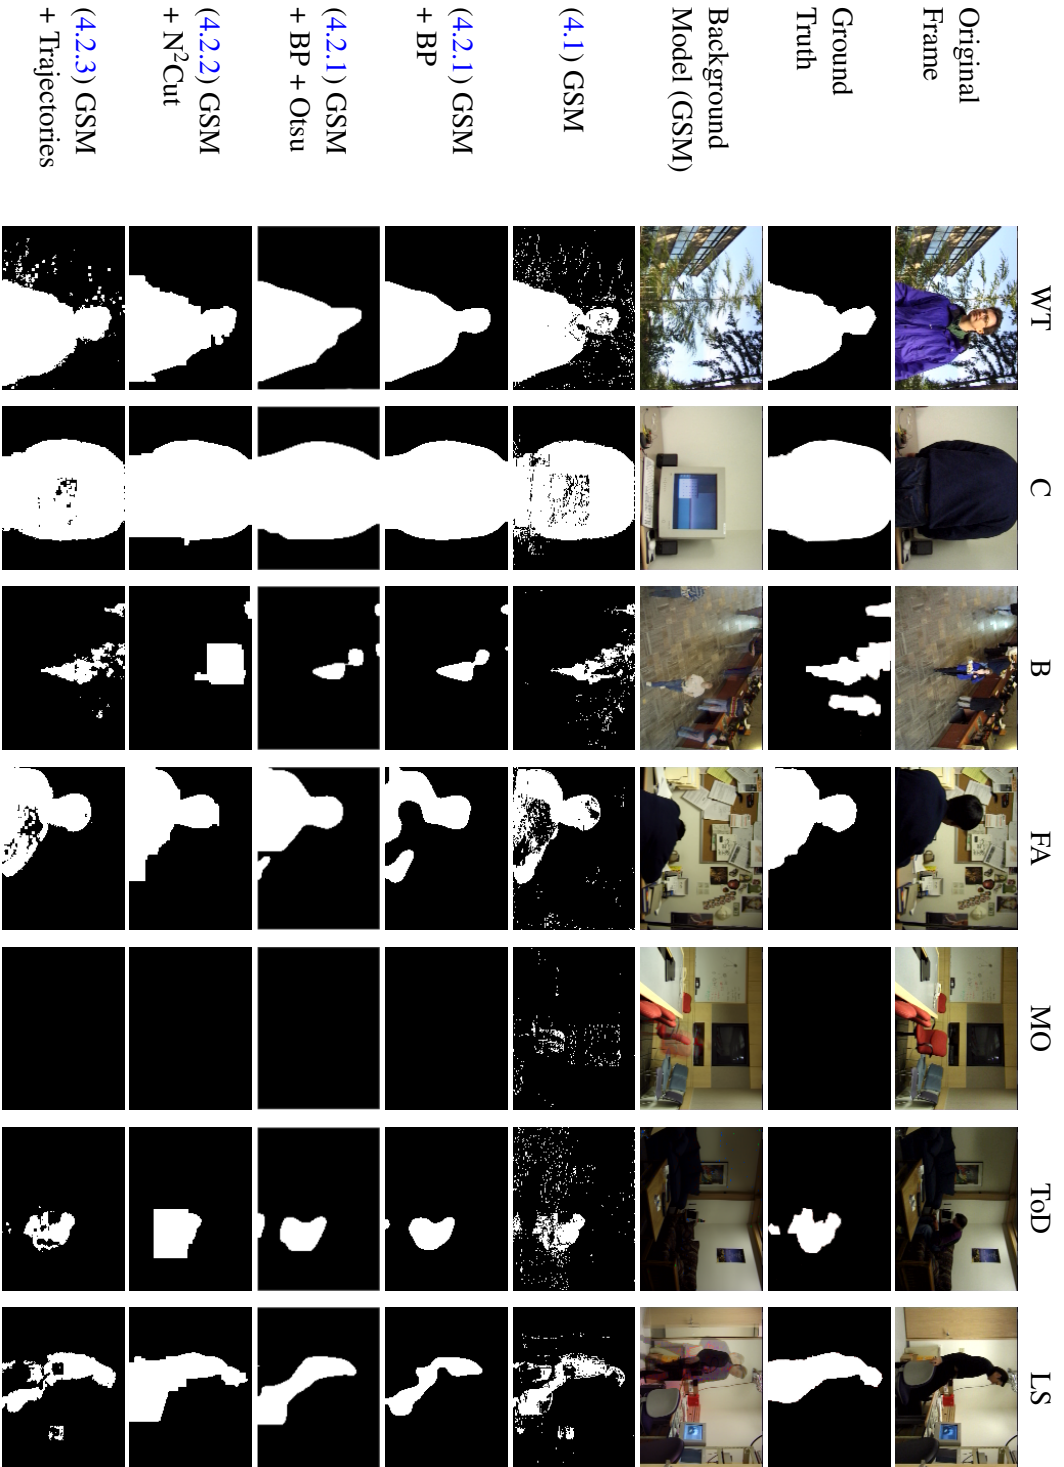 WT
C
B
FA
MO
ToD
LS
Original
Frame
Ground
Truth
Background
Model (GSM)
(4.1) GSM
(4.2.1) GSM
+ BP
(4.2.1) GSM
+ BP + Otsu
(4.2.2) GSM
+ N²Cut
(4.2.3) GSM
+ Trajectories